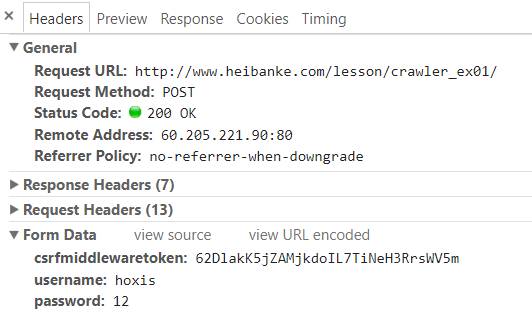 Headers Preview Response Cookies Timing
General
Request URL: http://www.heibanke.com/lesson/crawler_ex01/
Request Method: POST
Status Code: 200 OK
Remote Address: 60.205.221.90:80
Referrer Policy: no-referrer-when-downgrade
Response Headers (7)
Request Headers (13)
Form Data view source view URL encoded
csrfmiddlewaretoken: 62DlakK5jZAMjkdoIL7TiNeH3RrsWV5m
username: hoxis
password: 12